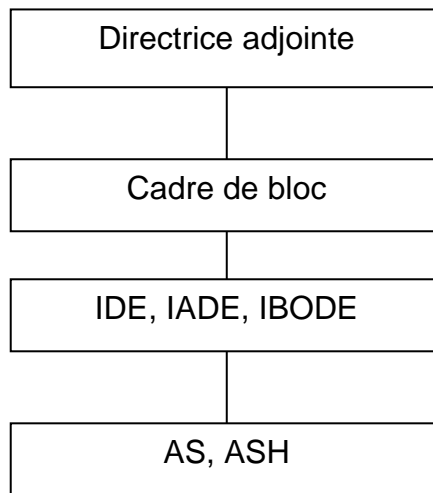 Directrice adjointe
Cadre de bloc
IDE, IADE, IBODE
AS, ASH